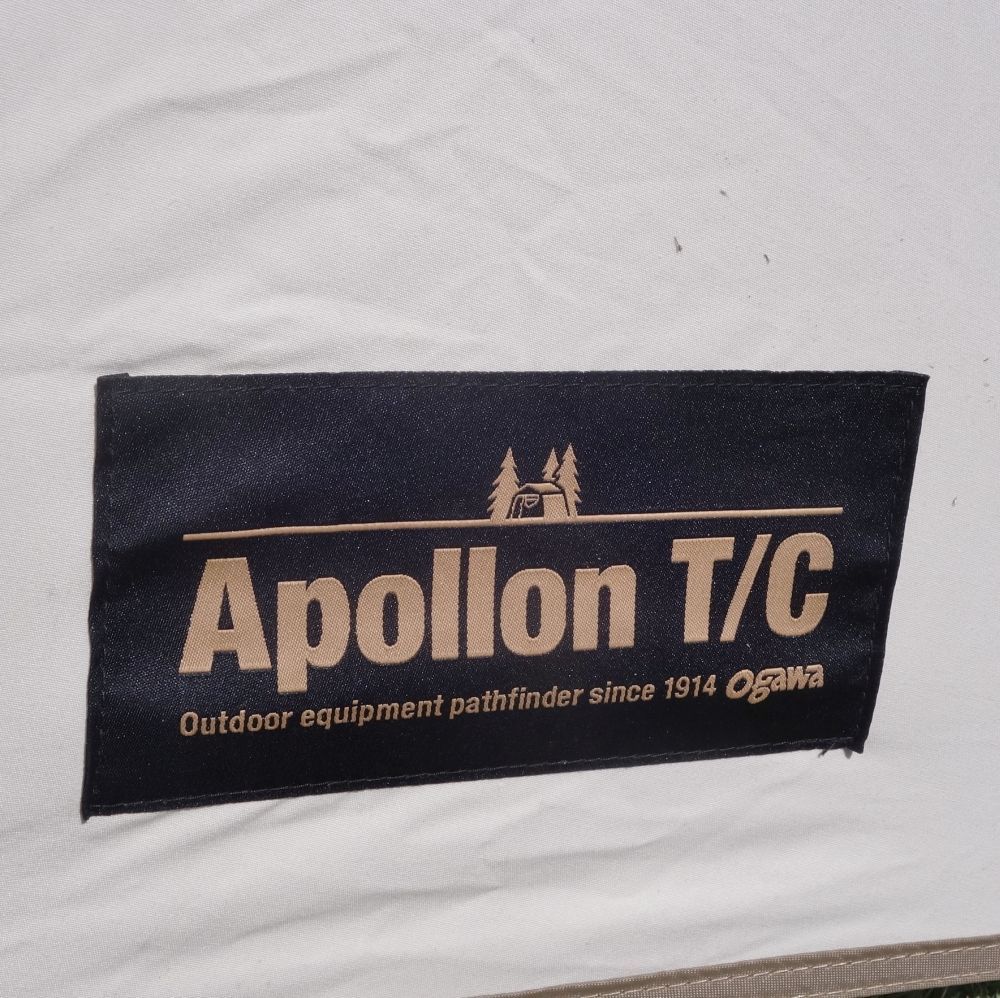 Apollon T/C
Outdoor equipment pathfinder since 1914 ogawa